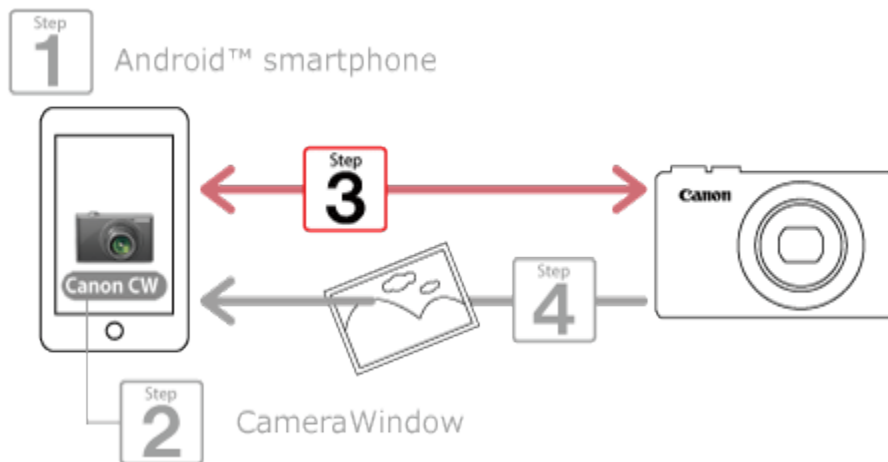 Step
1
Android™ smartphone
Step
3
Canon
Canon CW
Step
4
Step
2
CameraWindow